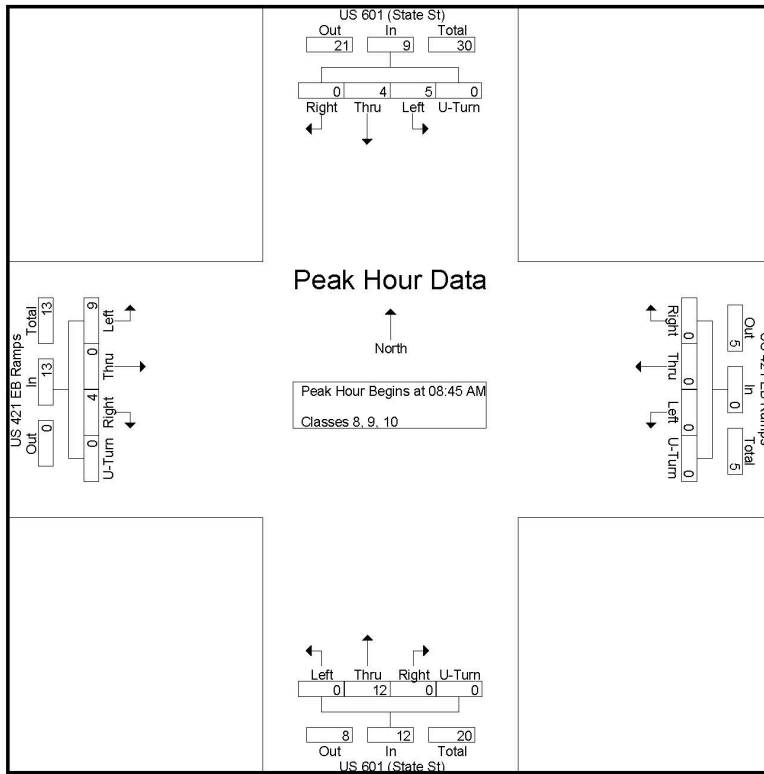 US 601 (State St)
Out In Total
21 9 30
0 4 5 0
Right Thru Left U-Turn
Peak Hour Data
North
Peak Hour Begins at 08:45 AM
Classes 8, 9, 10
US 421 EB Ramps
Out In Total
0 13 13
9 0 4 0
Left Thru Right U-Turn
Right Thru Left U-Turn
0 0 0 0
Out In Total
5 0 5
US 421 EB Ramps
Left Thru Right U-Turn
0 12 0 0
8 12 20
Out In Total
US 601 (State St)